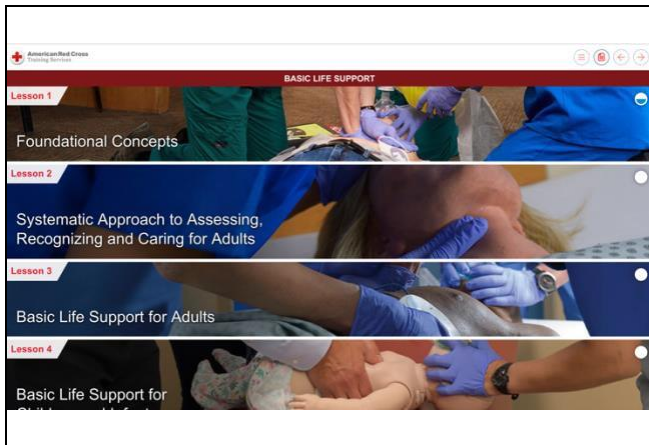 American Red Cross
Training Services
BASIC LIFE SUPPORT
Lesson 1
Foundational Concepts
Lesson 2
Systematic Approach to Assessing,
Recognizing and Caring for Adults
Lesson 3
Basic Life Support for Adults
Lesson 4
Basic Life Support for